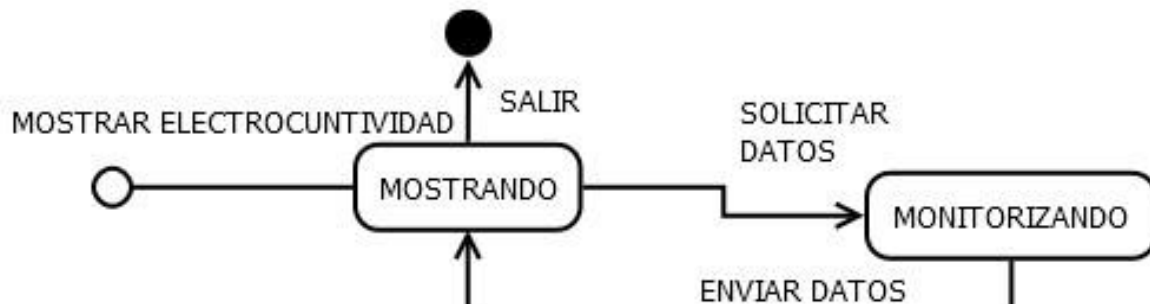 SALIR
MOSTRAR ELECTROCUNTIVIDAD
SOLICITAR
DATOS
MOSTRANDO
MONITORIZANDO
ENVIAR DATOS